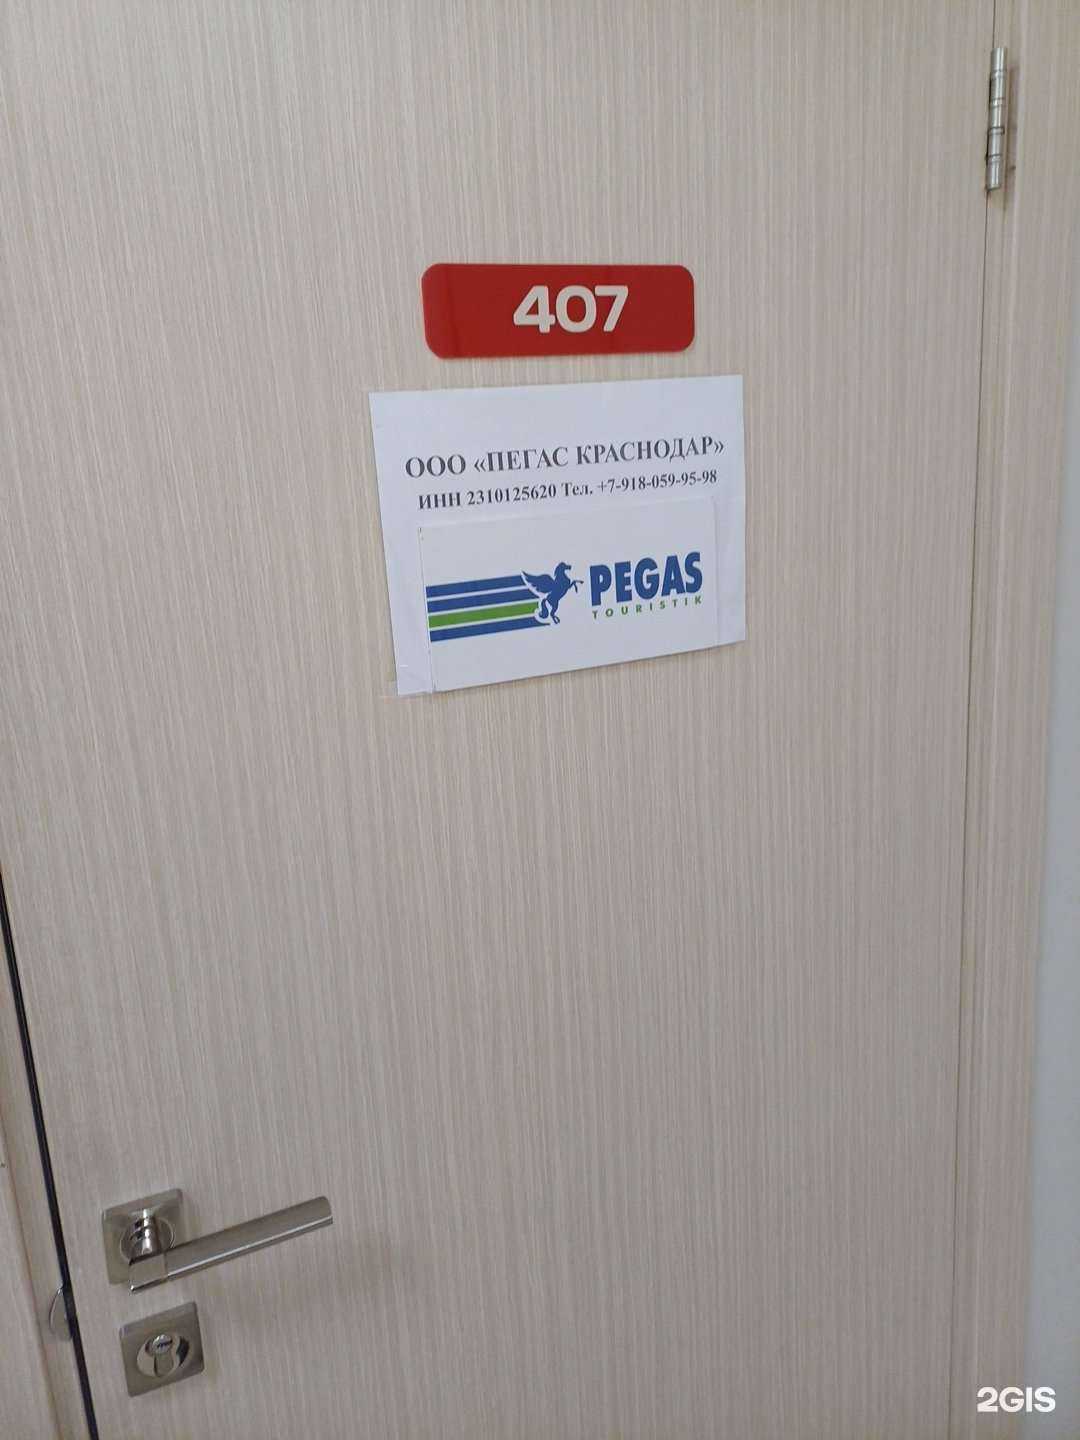 407
ООО «ПЕГАС КРАСНОДАР»
ИНН 2310125620 Тел. +7-918-059-95-98
PEGAS
TOURISTIK
2GIS